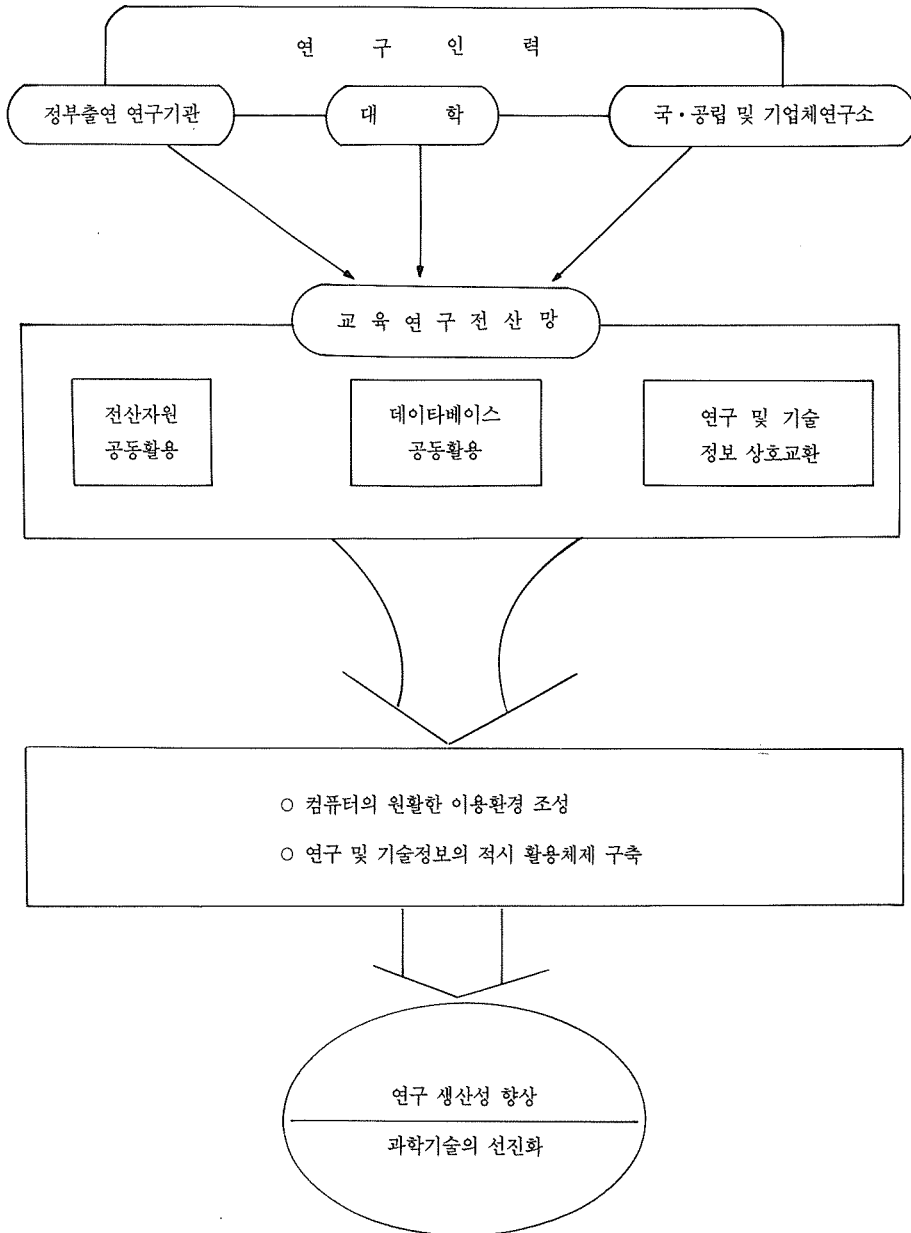 연 구 인 력
정부출연 연구기관
대 학
국·공립 및 기업체연구소
교 육 연 구 전 산 망
전산자원
공동활용
데이타베이스
공동활용
연구 및 기술
정보 상호교환
○ 컴퓨터의 원활한 이용환경 조성
○ 연구 및 기술정보의 적시 활용체제 구축
연구 생산성 향상
과학기술의 선진화